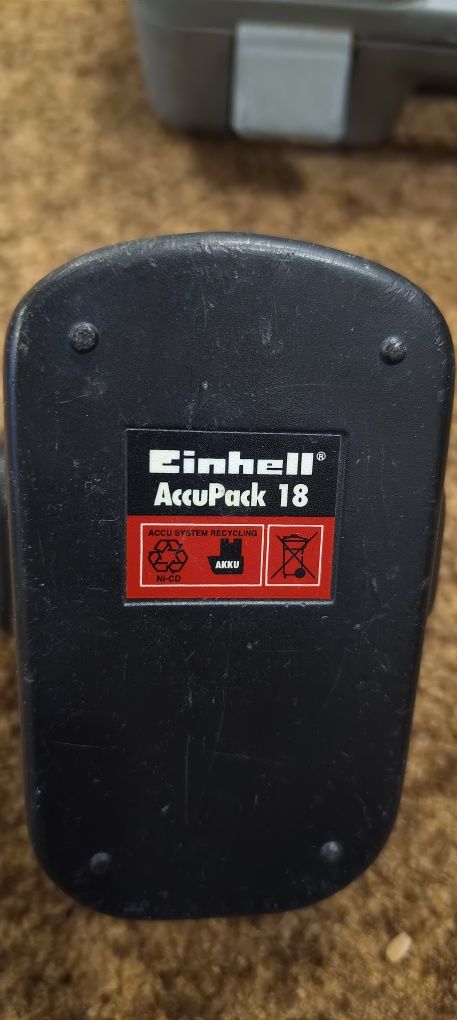 Einhell®
AccuPack 18
ACCU SYSTEM RECYCLING
AKKU
NI-CD